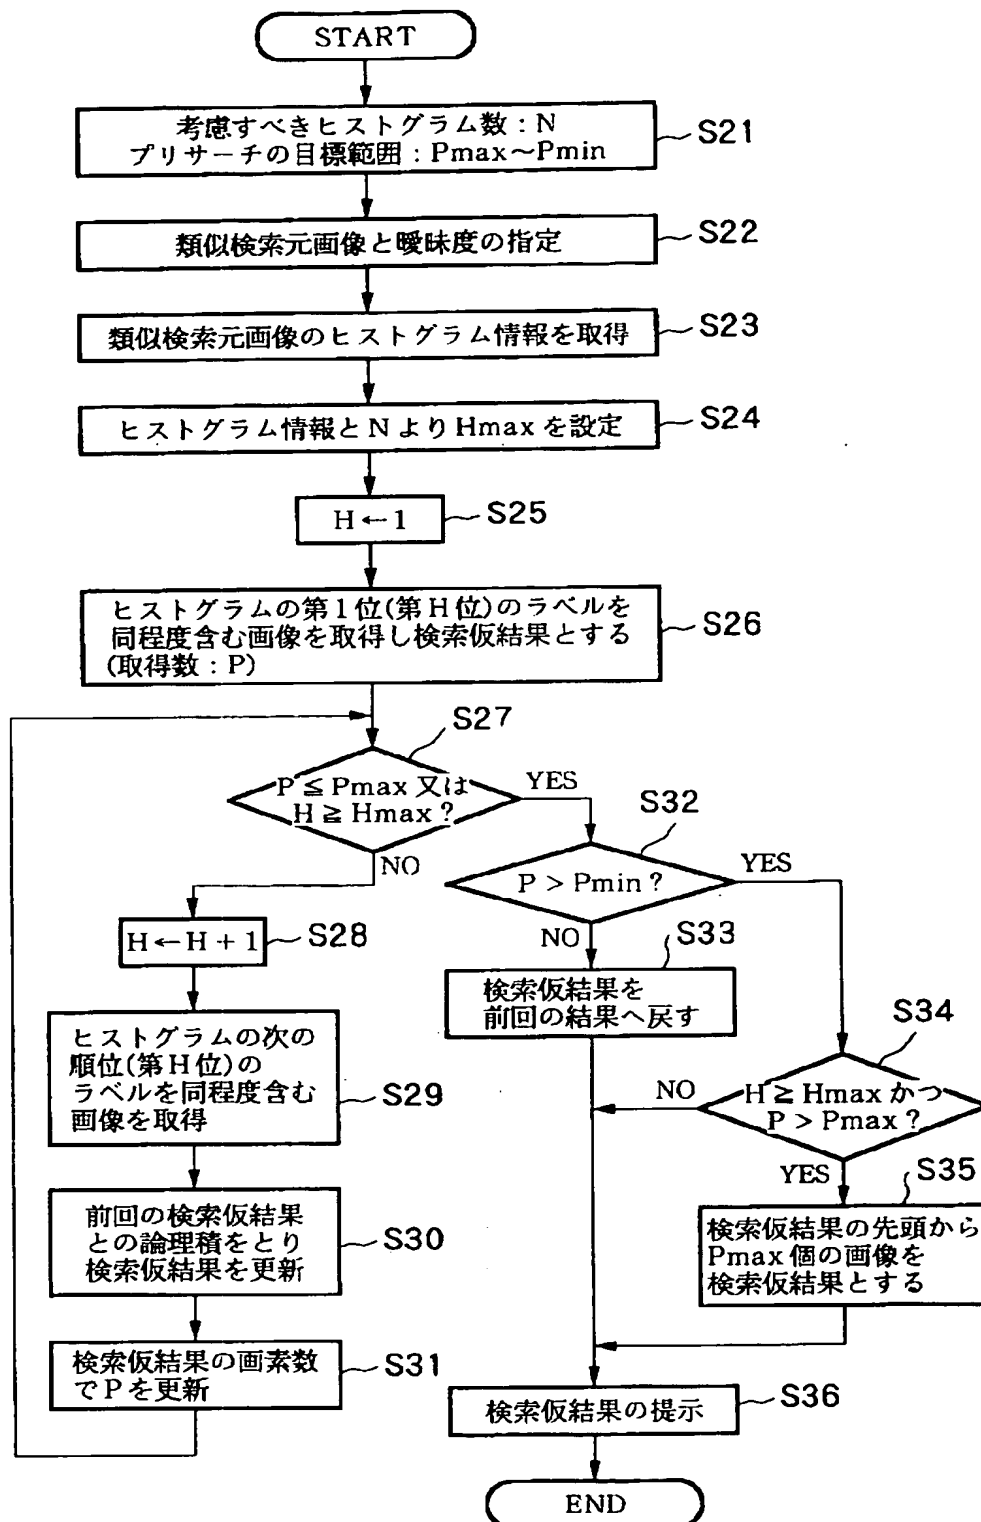 START
考慮すべきヒストグラム数：N
プリサーチの目標範囲：Pmax～Pmin
S21
類似検索元画像と曖昧度の指定
S22
類似検索元画像のヒストグラム情報を取得
S23
ヒストグラム情報とNよりHmaxを設定
S24
H←1
S25
ヒストグラムの第1位(第H位)のラベルを
同程度含む画像を取得し検索仮結果とする
(取得数：P)
S26
S27
P≦Pmax又は
H≧Hmax?
YES
NO
S32
P>Pmin?
YES
NO
H←H+1
S28
S33
検索仮結果を
前回の結果へ戻す
ヒストグラムの次の
順位(第H位)の
ラベルを同程度含む
画像を取得
S29
S34
H≧Hmaxかつ
P>Pmax?
NO
YES
S35
検索仮結果の先頭から
Pmax個の画像を
検索仮結果とする
前回の検索仮結果
との論理積をとり
検索仮結果を更新
S30
検索仮結果の画素数
でPを更新
S31
検索仮結果の提示
S36
END